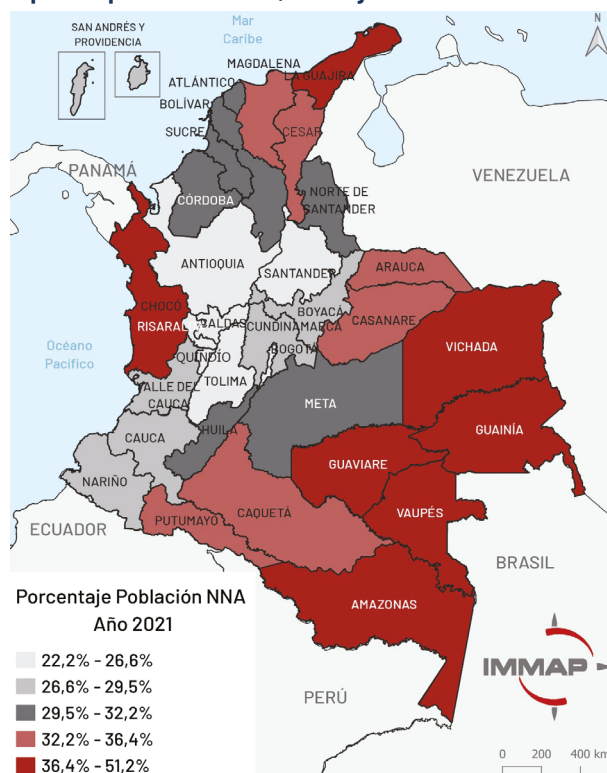 SAN ANDRÉS Y
PROVIDENCIA
Mar
Caribe
N
MAGDALENA
LA GUAJIRA
ATLÁNTICO
BOLÍVAR
SUCRE
CESAR
PANAMÁ
VENEZUELA
CÓRDOBA
NORTE DE
SANTANDER
ANTIOQUIA
SANTANDER
ARAUCA
CHOCÓ
BOYACÁ
CASANARE
RISARALDA
CALDAS
CUNDINAMARCA
Océano
Pacífico
VICHADA
QUINDÍO
BOGOTÁ
TOLIMA
VALLE DEL
CAUCA
META
HUILA
GUAINÍA
CAUCA
GUAVIARE
NARIÑO
CAQUETÁ
VAUPÉS
PUTUMAYO
ECUADOR
BRASIL
AMAZONAS
Porcentaje Población NNA
Año 2021
22,2% - 26,6%
26,6% - 29,5%
29,5% - 32,2%
32,2% - 36,4%
36,4% - 51,2%
PERÚ
IMMAP
0 200 400 km